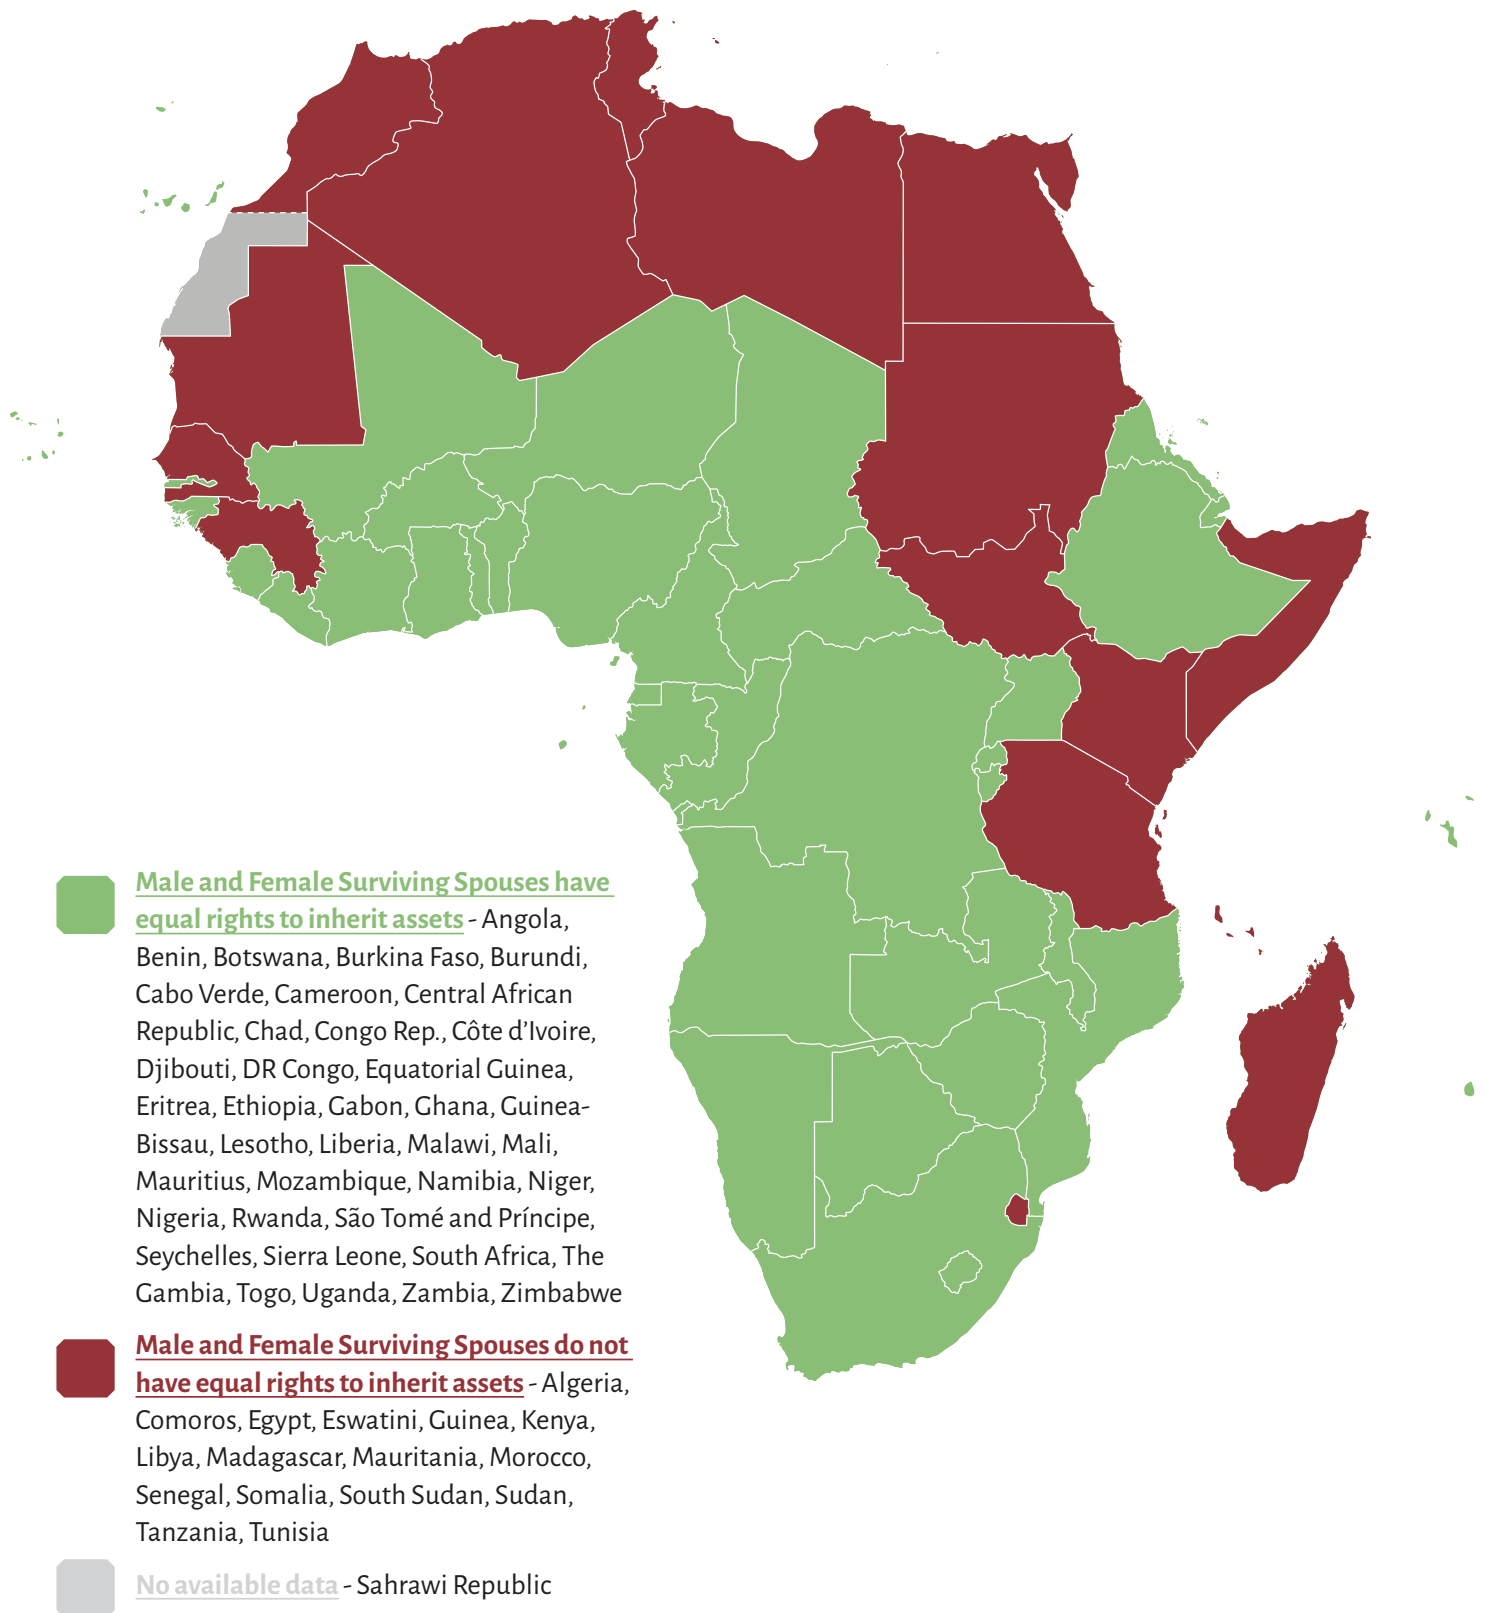 Male and Female Surviving Spouses have
equal rights to inherit assets - Angola,
Benin, Botswana, Burkina Faso, Burundi,
Cabo Verde, Cameroon, Central African
Republic, Chad, Congo Rep., Côte d’Ivoire,
Djibouti, DR Congo, Equatorial Guinea,
Eritrea, Ethiopia, Gabon, Ghana, Guinea-
Bissau, Lesotho, Liberia, Malawi, Mali,
Mauritius, Mozambique, Namibia, Niger,
Nigeria, Rwanda, São Tomé and Príncipe,
Seychelles, Sierra Leone, South Africa, The
Gambia, Togo, Uganda, Zambia, Zimbabwe
Male and Female Surviving Spouses do not
have equal rights to inherit assets - Algeria,
Comoros, Egypt, Eswatini, Guinea, Kenya,
Libya, Madagascar, Mauritania, Morocco,
Senegal, Somalia, South Sudan, Sudan,
Tanzania, Tunisia
No available data - Sahrawi Republic